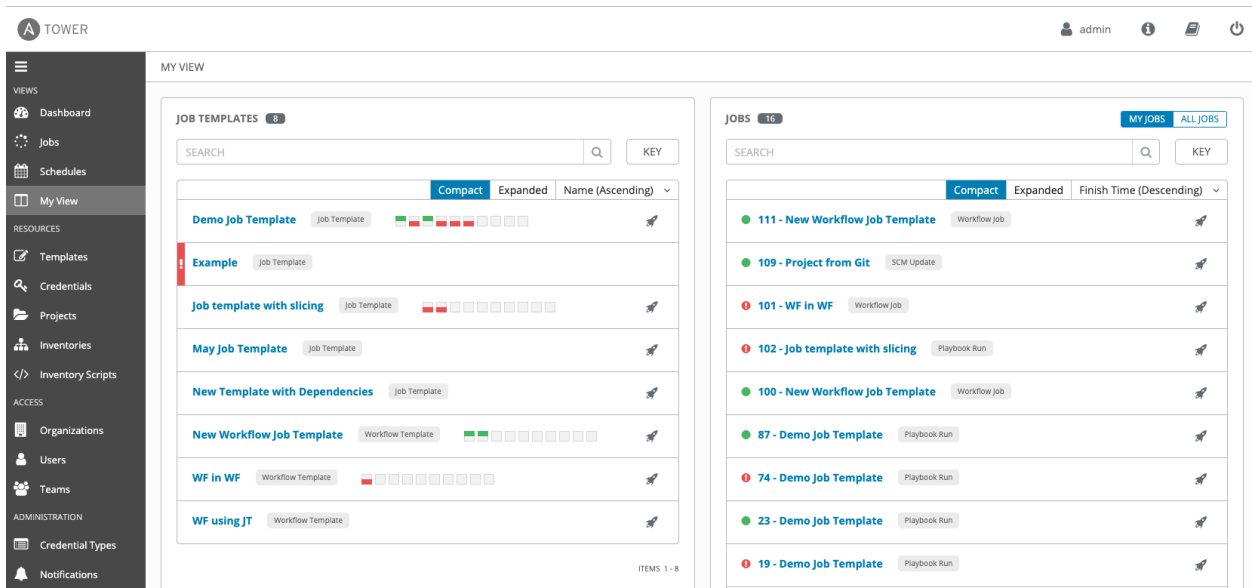 A TOWER
admin
VIEWS
Dashboard
Jobs
Schedules
My View
RESOURCES
Templates
Credentials
Projects
Inventories
Inventory Scripts
ACCESS
Organizations
Users
Teams
ADMINISTRATION
Credential Types
Notifications
MY VIEW
JOB TEMPLATES 8
SEARCH KEY
Compact Expanded Name (Ascending)
Demo Job Template Job Template
Example Job Template
Job template with slicing Job Template
May Job Template Job Template
New Template with Dependencies Job Template
New Workflow Job Template Workflow Template
WF in WF Workflow Template
WF using JT Workflow Template
ITEMS 1 - 8
JOBS 16 MY JOBS ALL JOBS
SEARCH KEY
Compact Expanded Finish Time (Descending)
111 - New Workflow Job Template Workflow Job
109 - Project from Git SCM Update
101 - WF in WF Workflow Job
102 - Job template with slicing Playbook Run
100 - New Workflow Job Template Workflow Job
87 - Demo Job Template Playbook Run
74 - Demo Job Template Playbook Run
23 - Demo Job Template Playbook Run
19 - Demo Job Template Playbook Run